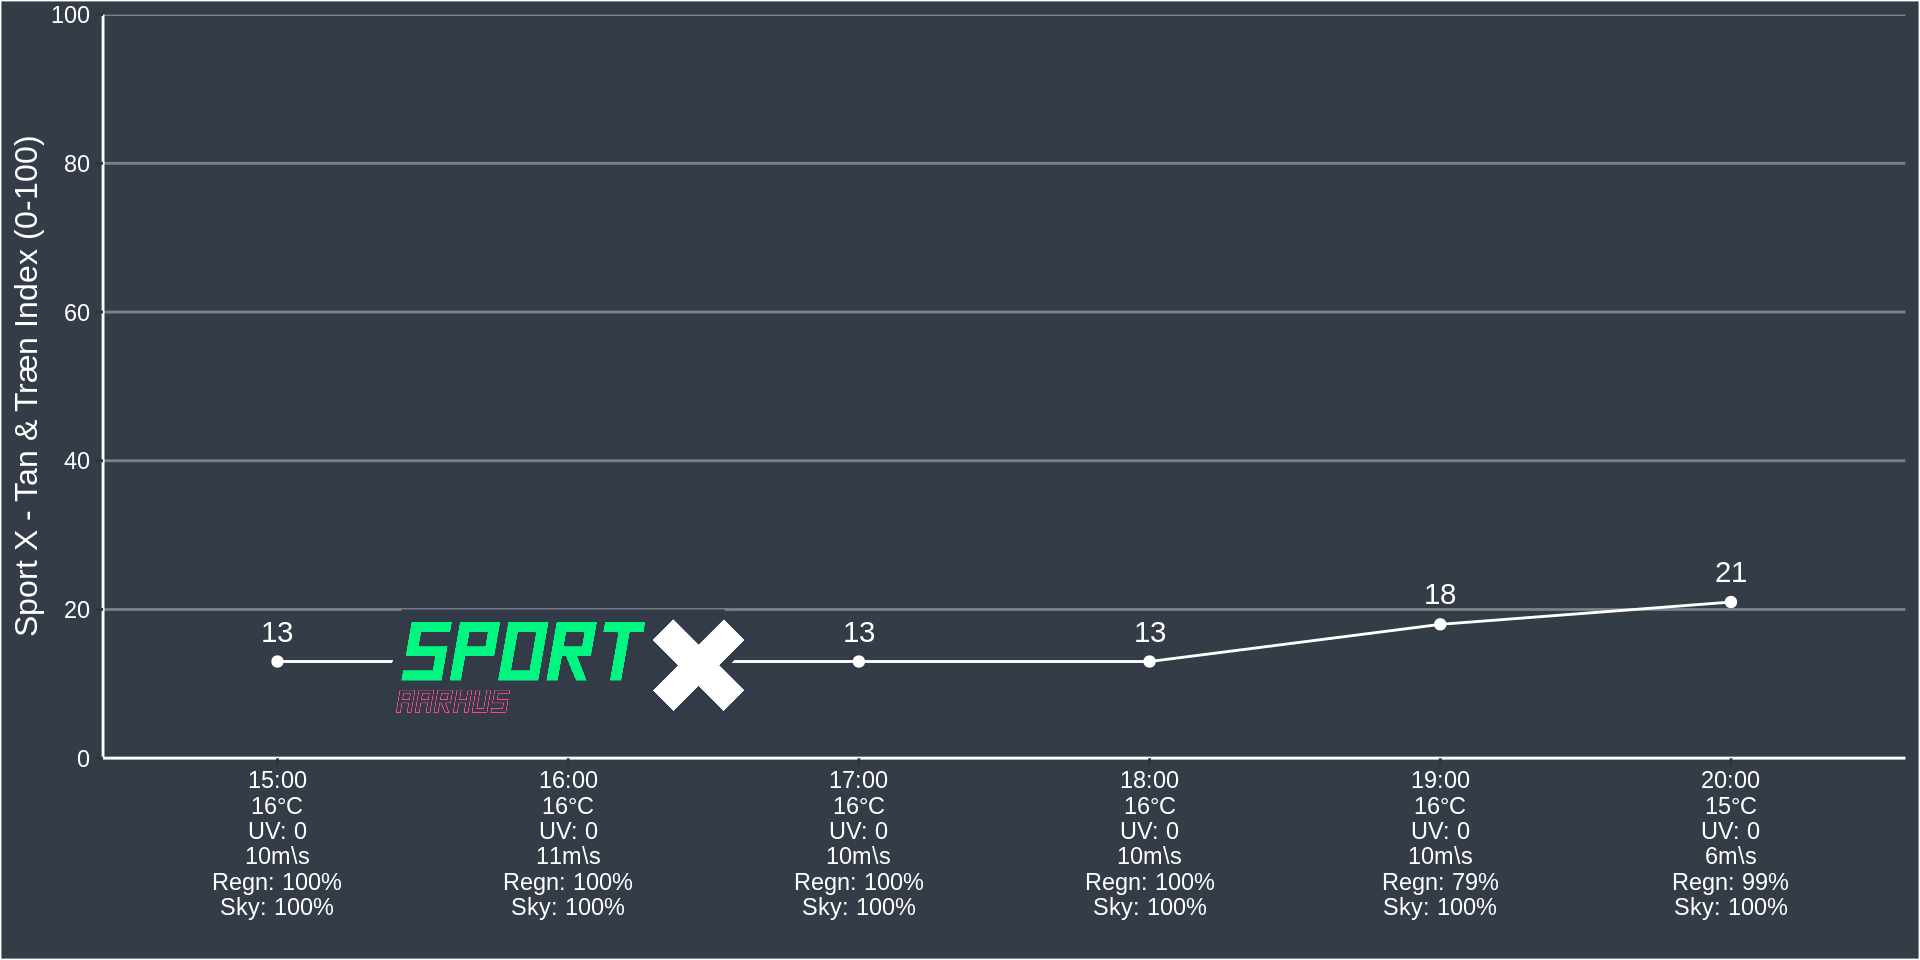 Sport X - Tan & Træn Index (0-100)
100
80
60
40
20
0
13
13
13
18
21
SPORT X
AARHUS
15:00
16°C
UV: 0
10m\s
Regn: 100%
Sky: 100%
16:00
16°C
UV: 0
11m\s
Regn: 100%
Sky: 100%
17:00
16°C
UV: 0
10m\s
Regn: 100%
Sky: 100%
18:00
16°C
UV: 0
10m\s
Regn: 100%
Sky: 100%
19:00
16°C
UV: 0
10m\s
Regn: 79%
Sky: 100%
20:00
15°C
UV: 0
6m\s
Regn: 99%
Sky: 100%